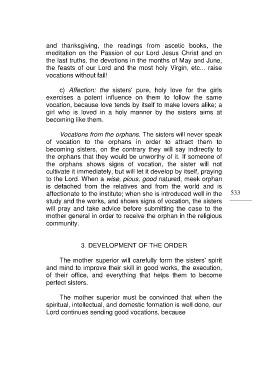 and thanksgiving, the readings from ascetic books, the
meditation on the Passion of our Lord Jesus Christ and on
the last truths, the devotions in the months of May and June,
the feasts of our Lord and the most holy Virgin, etc... raise
vocations without fail!
c) Affection: the sisters' pure, holy love for the girls
exercises a potent influence on them to follow the same
vocation, because love tends by itself to make lovers alike; a
girl who is loved in a holy manner by the sisters aims at
becoming like them.
Vocations from the orphans. The sisters will never speak
of vocation to the orphans in order to attract them to
becoming sisters, on the contrary they will say indirectly to
the orphans that they would be unworthy of it. If someone of
the orphans shows signs of vocation, the sister will not
cultivate it immediately, but will let it develop by itself, praying
to the Lord. When a wise, pious, good natured, meek orphan
is detached from the relatives and from the world and is
affectionate to the institute; when she is introduced well in the
study and the works, and shows signs of vocation, the sisters
will pray and take advice before submitting the case to the
mother general in order to receive the orphan in the religious
community.
533
3. DEVELOPMENT OF THE ORDER
The mother superior will carefully form the sisters' spirit
and mind to improve their skill in good works, the execution,
of their office, and everything that helps them to become
perfect sisters.
The mother superior must be convinced that when the
spiritual, intellectual, and domestic formation is well done, our
Lord continues sending good vocations, because